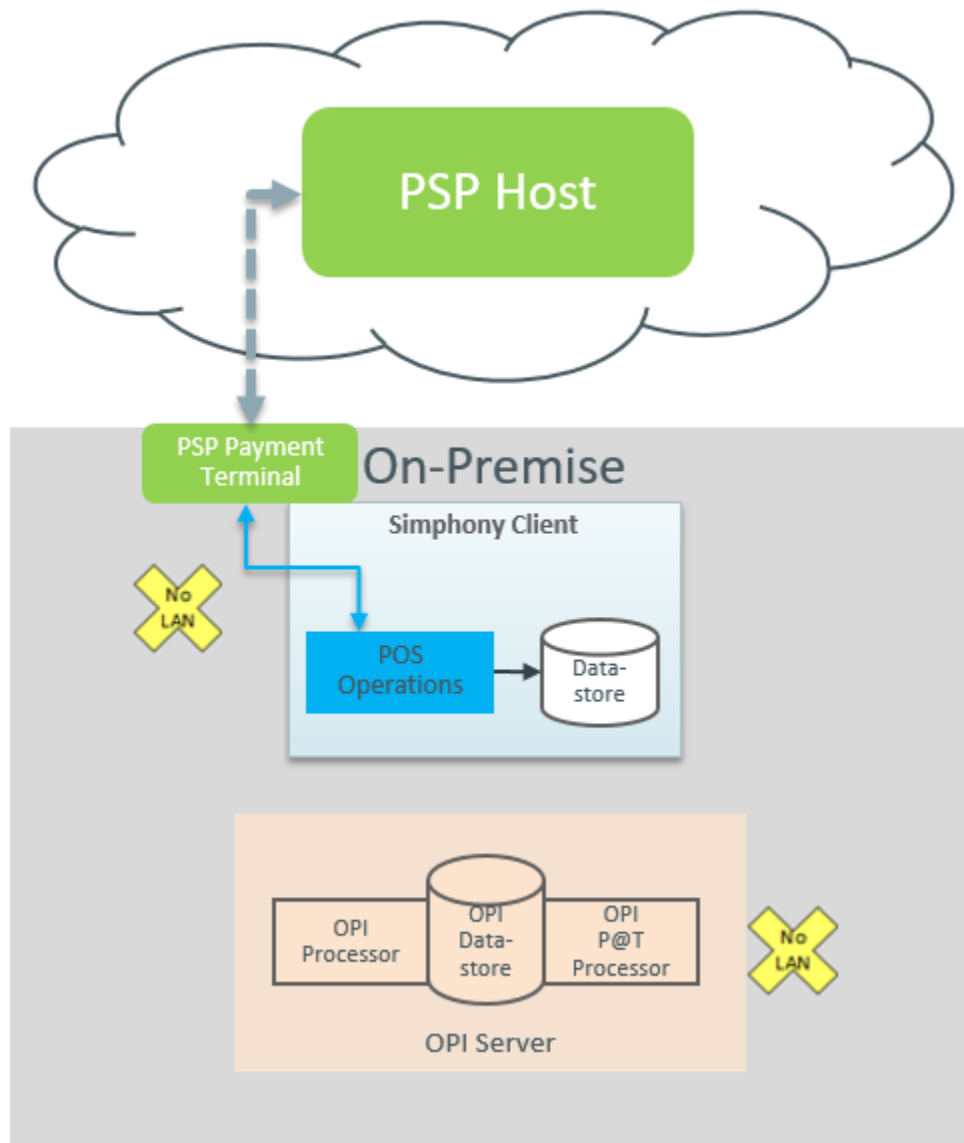 PSP Host
PSP Payment
Terminal
On-Premise
Simphony Client
No
LAN
POS
Operations
Data-
store
OPI
Processor
OPI
Data-
store
OPI
P@T
Processor
No
LAN
OPI Server